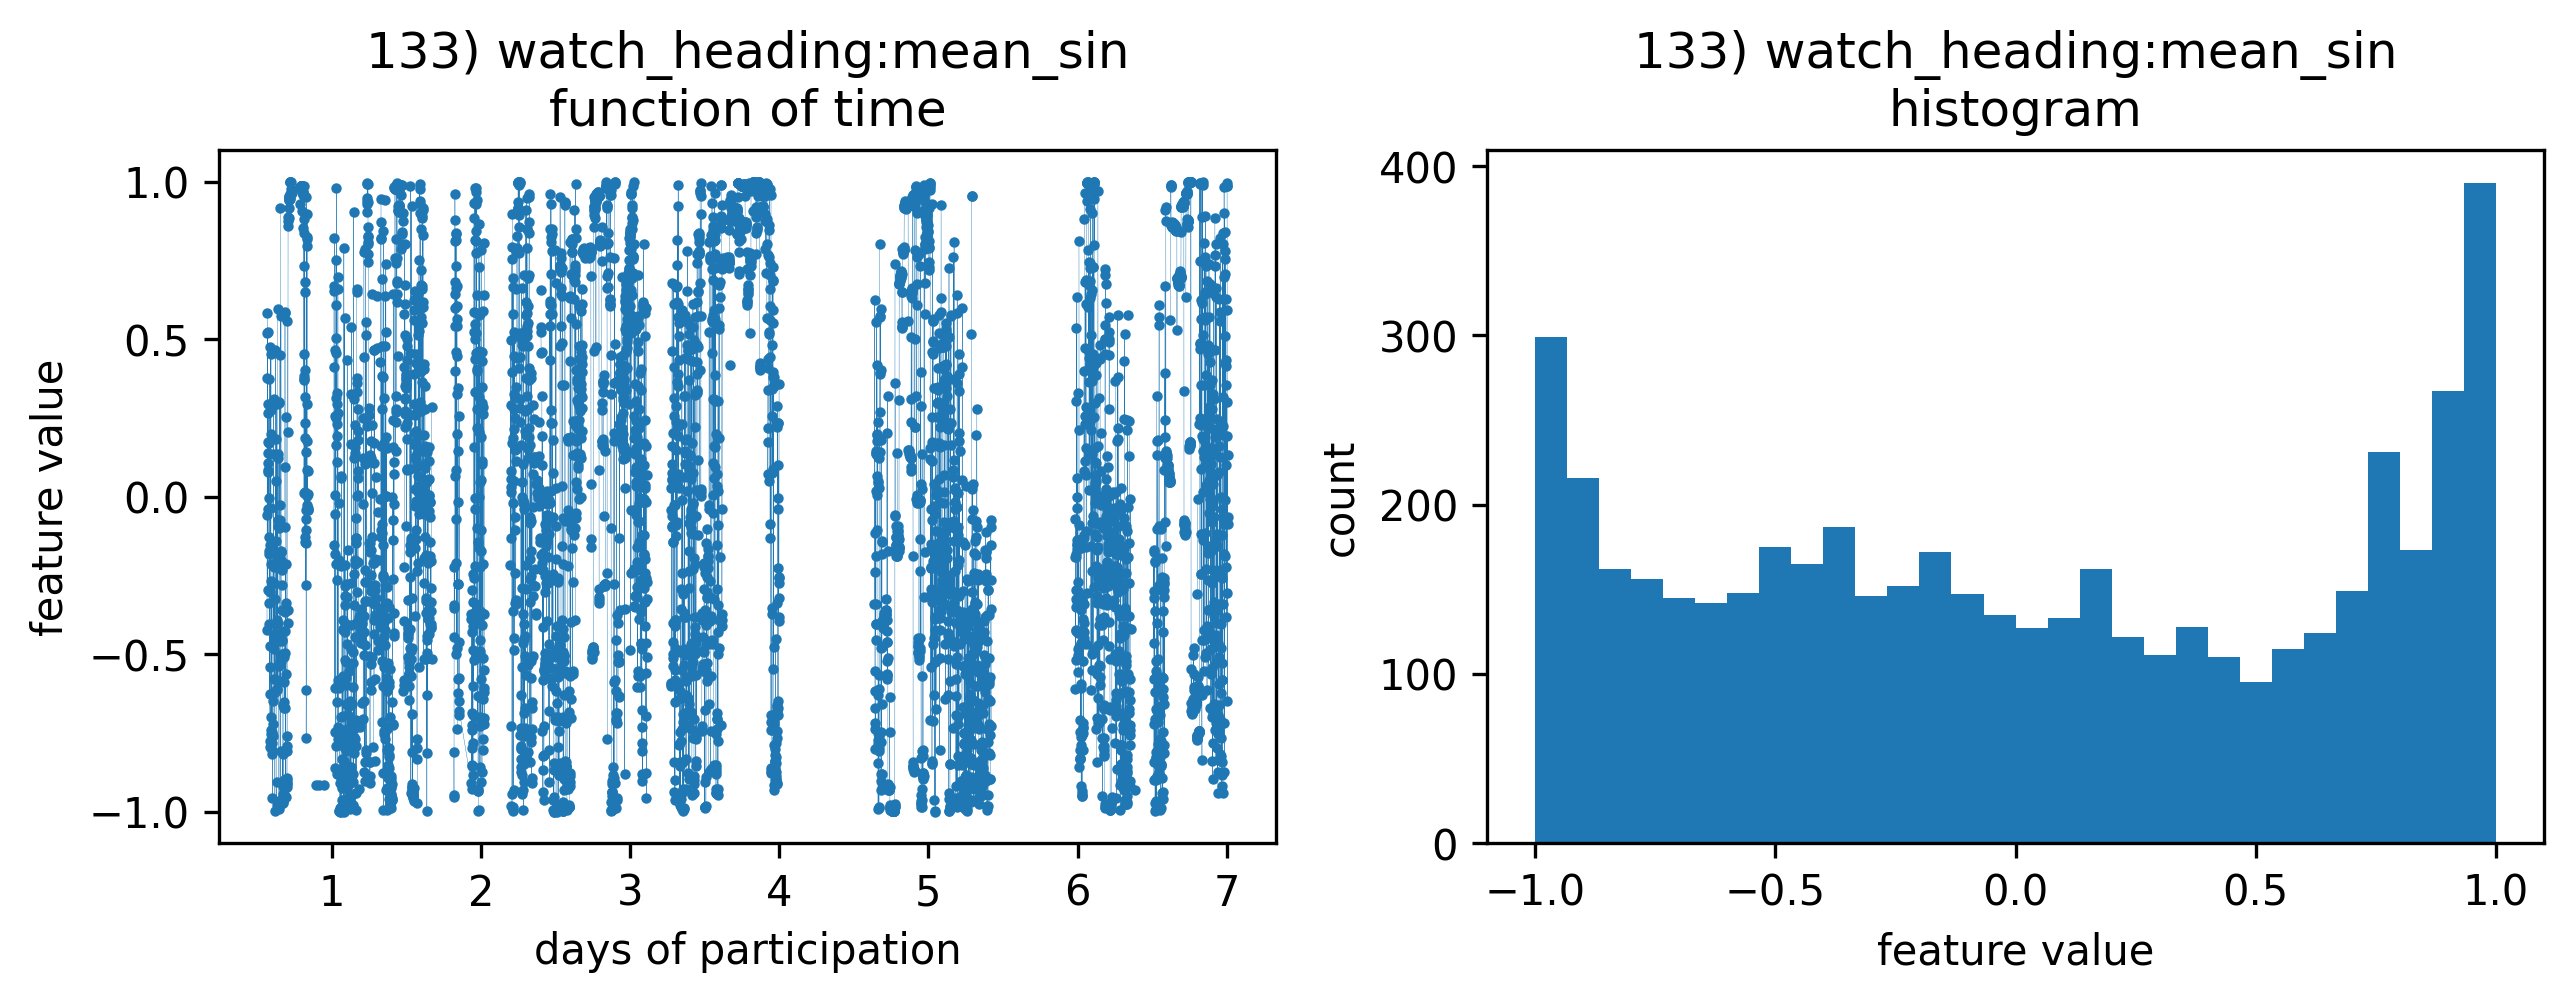 133) watch_heading:mean_sin
function of time
1.0
0.5
0.0
−0.5
−1.0
feature value
1 2 3 4 5 6 7
days of participation
133) watch_heading:mean_sin
histogram
400
300
200
100
0
count
−1.0 −0.5 0.0 0.5 1.0
feature value